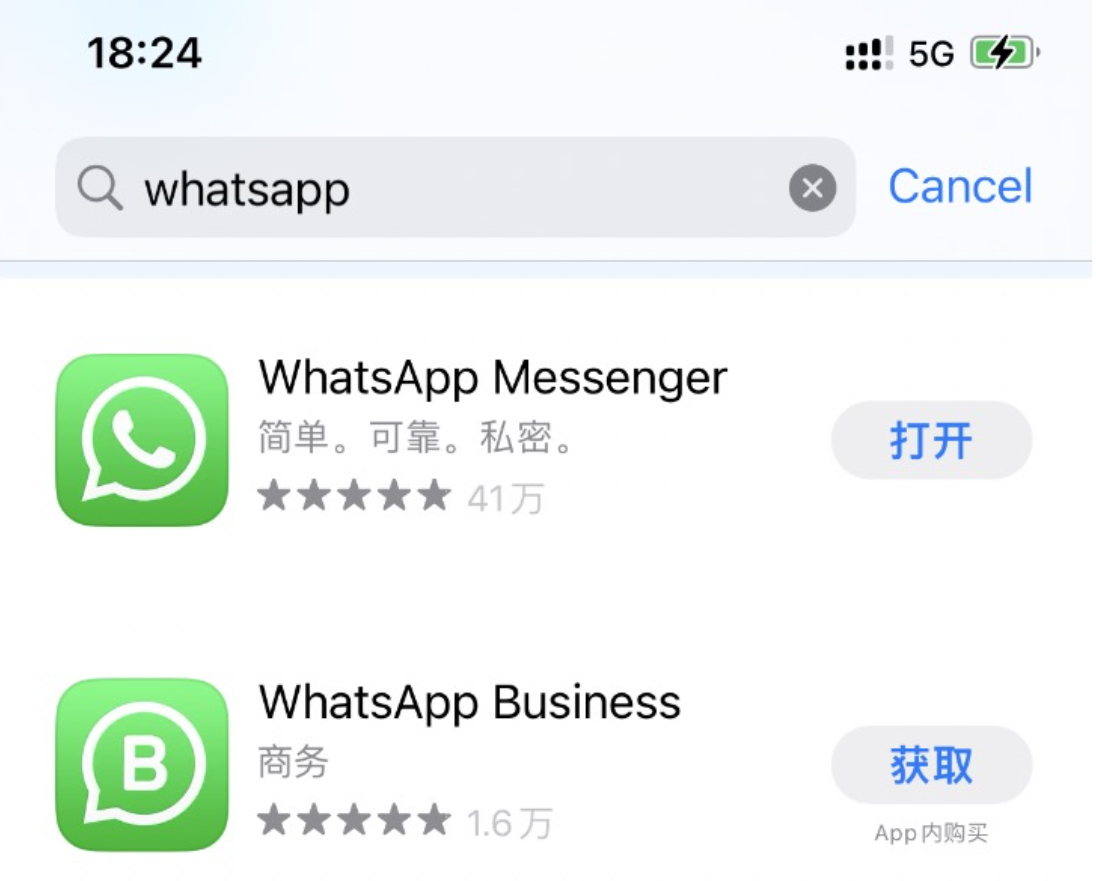 18:24 5G
whatsapp Cancel
WhatsApp Messenger
简单。可靠。私密。
打开
41万
B
WhatsApp Business
商务
获取
1.6万
App内购买